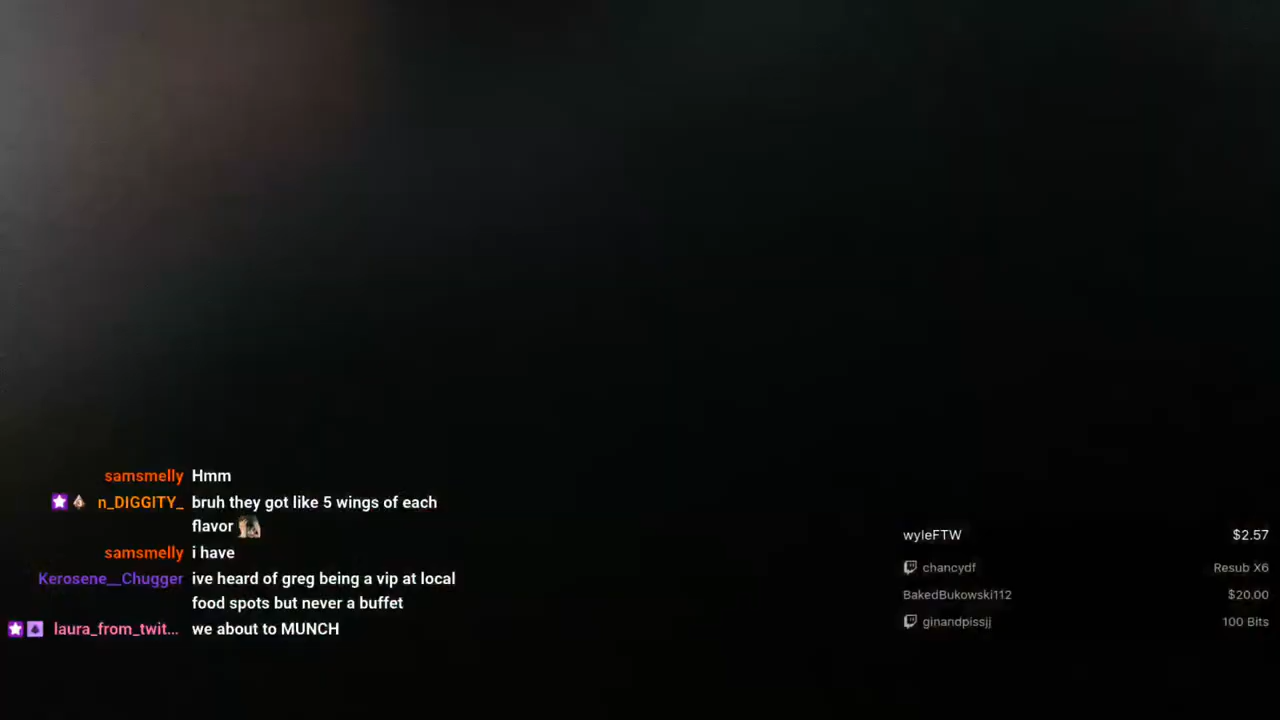 samsmelly Hmm
n_DIGGITY_ bruh they got like 5 wings of each
flavor
samsmelly i have
Kerosene__Chugger ive heard of greg being a vip at local
food spots but never a buffet
laura_from_twit... we about to MUNCH
wyleFTW $2.57
chancydf Resub X6
BakedBukowski112 $20.00
ginandpissjj 100 Bits